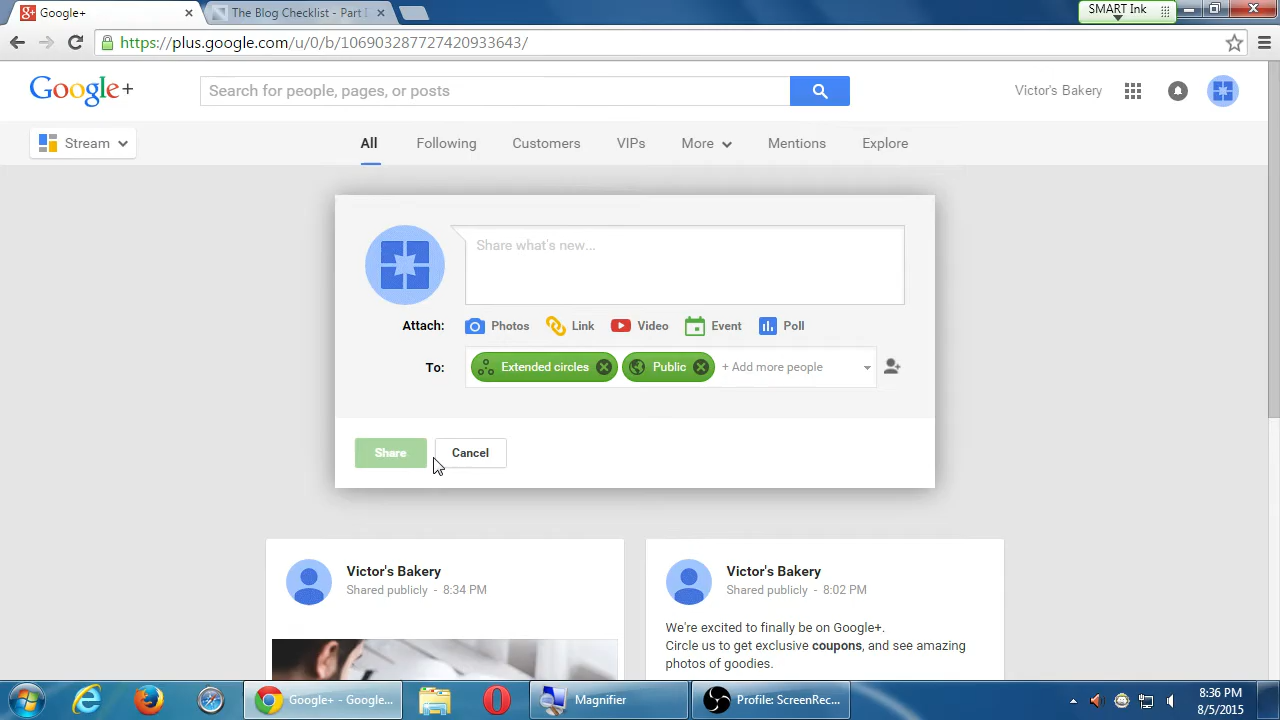 Google+
The Blog Checklist - Part
SMART Ink
https://plus.google.com/u/0/b/106903287727420933643/
Google+
Search for people, pages, or posts
Victor's Bakery
Stream
All
Following
Customers
VIPs
More
Mentions
Explore
Share what's new...
Attach:
Photos
Link
Video
Event
Poll
To:
Extended circles
Public
+ Add more people
Share
Cancel
Victor's Bakery
Shared publicly - 8:34 PM
Victor's Bakery
Shared publicly - 8:02 PM
We're excited to finally be on Google+.
Circle us to get exclusive coupons, and see amazing
photos of goodies.
Google+ - Google...
Magnifier
Profile: ScreenRec...
8:36 PM
8/5/2015